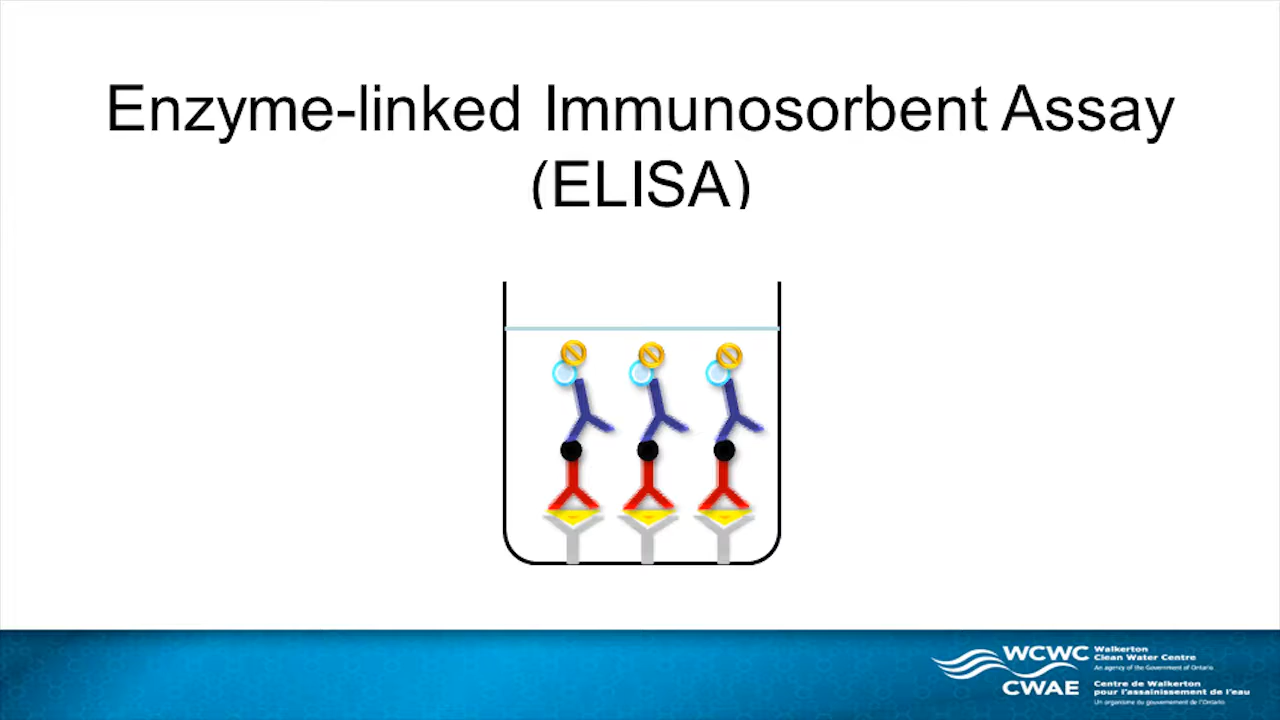 Enzyme-linked Immunosorbent Assay
(ELISA)
WCWC
Walkerton
Clean Water Centre
An agency of the Government of Ontario
CWAE
Centre de Walkerton
pour l'assainissement de l'eau
Un organisme du gouvernement de l'Ontario